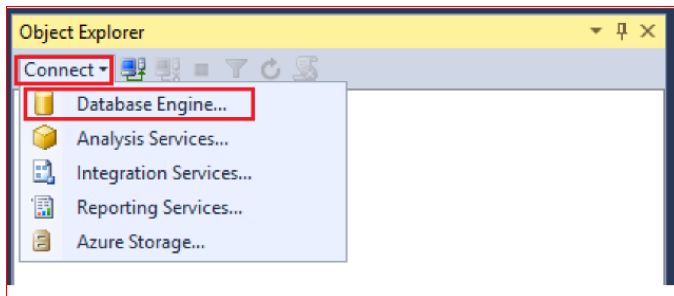 Object Explorer
Connect
Database Engine...
Analysis Services...
Integration Services...
Reporting Services...
Azure Storage...